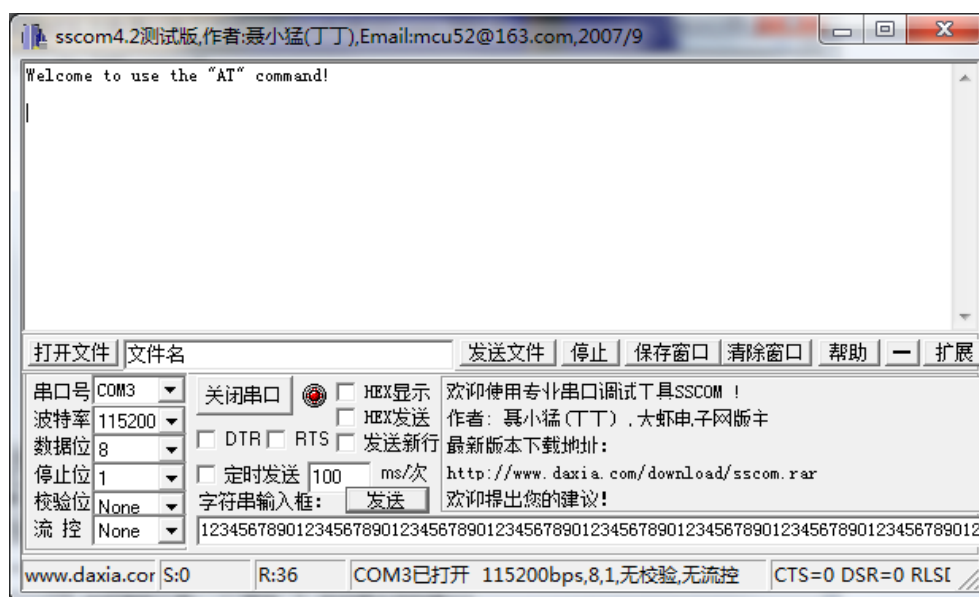 sscom4.2测试版,作者:聂小猛(丁丁),Email:mcu52@163.com,2007/9
Welcome to use the "AT" command!
打开文件 文件名 发送文件 停止 保存窗口 清除窗口 帮助 — 扩展
串口号 COM3 关闭串口 HEX显示 欢迎使用专业串口调试工具SSCOM !
波特率 115200 HEX发送 作者: 聂小猛(丁丁),大虾电子网版主
数据位 8 DTR RTS 发送新行 最新版本下载地址:
停止位 1 定时发送 100 ms/次 http://www.daxia.com/download/sscom.rar
校验位 None 字符串输入框: 发送 欢迎提出您的建议!
流 控 None 1234567890123456789012345678901234567890123456789012345678901234567890123456789012
www.daxia.cor S:0 R:36 COM3已打开 115200bps,8,1,无校验,无流控 CTS=0 DSR=0 RLSI